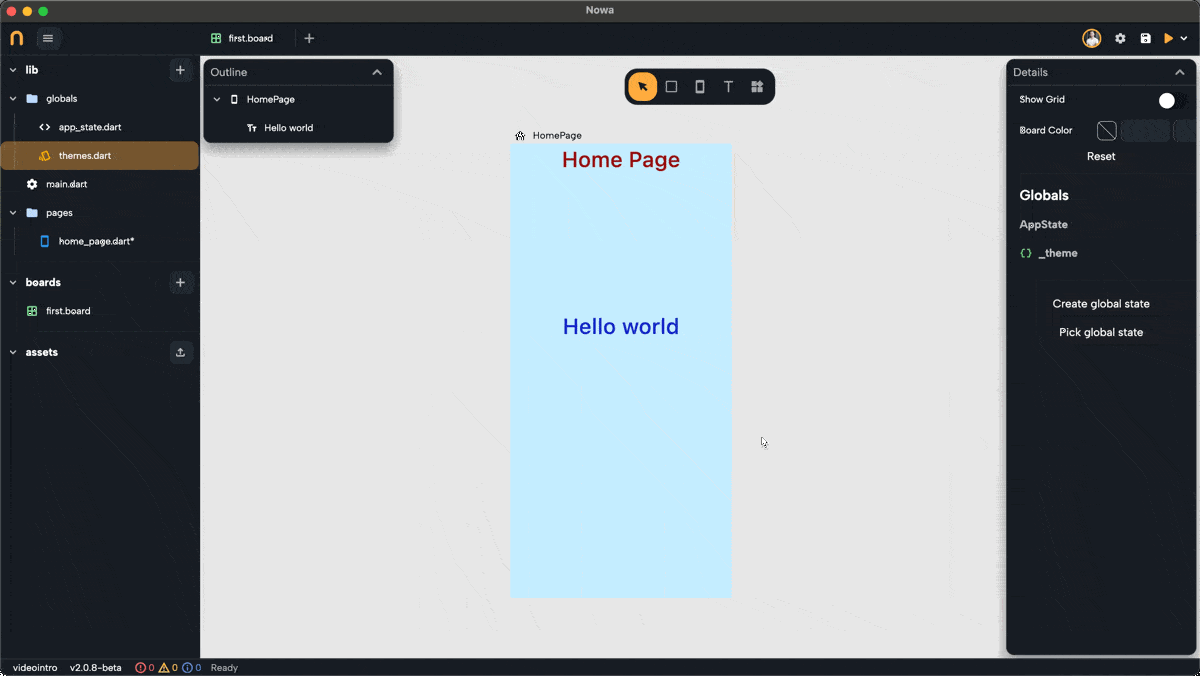 Nowa
first.board
lib
globals
app_state.dart
themes.dart
main.dart
pages
home_page.dart*
boards
first.board
assets
Outline
HomePage
Hello world
T
HomePage
Home Page
Hello world
Details
Show Grid
Board Color
Reset
Globals
AppState
_theme
Create global state
Pick global state
videointro v2.0.8-beta 0 0 0 Ready